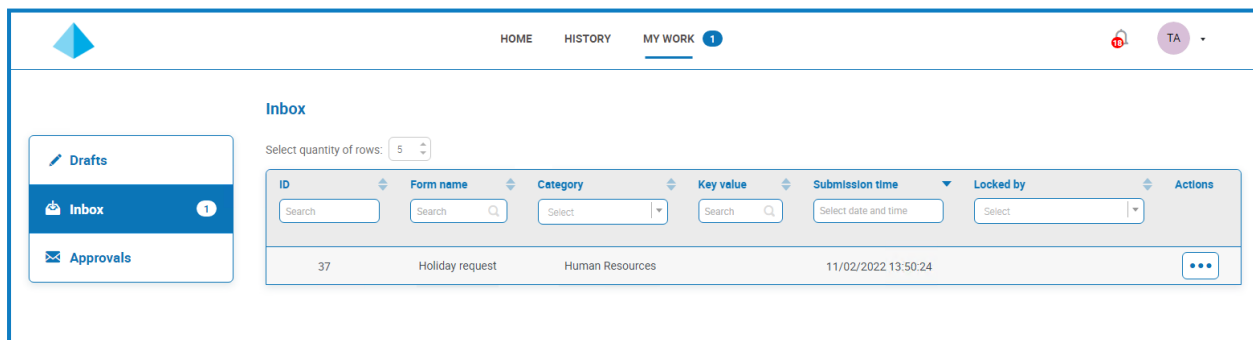 HOME HISTORY MY WORK 1 18 TA
Inbox
Select quantity of rows: 5
Drafts
Inbox 1
Approvals
ID Form name Category Key value Submission time Locked by Actions
Search Search Select Search Select date and time Select
37 Holiday request Human Resources 11/02/2022 13:50:24